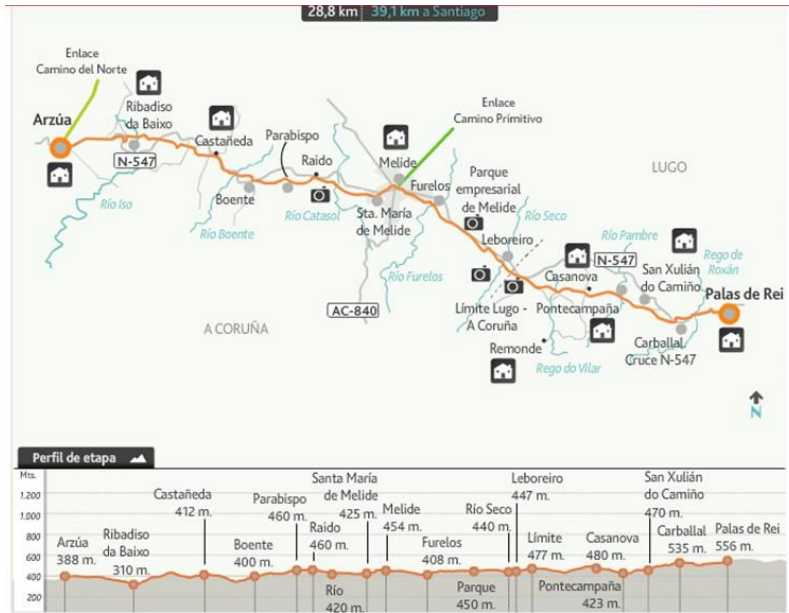 28,8 km | 39,1 km a Santiago
Enlace
Camino del Norte
Arzúa
Ribadiso
da Baixo
N-547
Castañeda
Parabispo
Enlace
Camino Primitivo
Raido
Melide
Boente
Río Iso
Río Boente
Río Catasol
Sta. María
de Melide
Furelos
Parque
empresarial
de Melide
LUGO
Río Seco
Leboreiro
Río Furelos
AC-840
A CORUÑA
Río Pambre
N-547
Casanova
San Xulián
do Camiño
Rego de
Roxán
Palas de Rei
Límite Lugo -
A Coruña
Pontecampaña
Remonde
Rego do Vilar
Carballal
Cruce N-547
N
Perfil de etapa
Mts.
1.200
1.000
800
600
400
200
Arzúa
388 m.
Ribadiso
da Baixo
310 m.
Castañeda
412 m.
Boente
400 m.
Parabispo
460 m.
Raido
460 m.
Río
420 m.
Santa María
de Melide
425 m.
Melide
454 m.
Furelos
408 m.
Parque
450 m.
Río Seco
440 m.
Leboreiro
447 m.
Límite
477 m.
Casanova
480 m.
Pontecampaña
423 m.
San Xulián
do Camiño
470 m.
Carballal
535 m.
Palas de Rei
556 m.